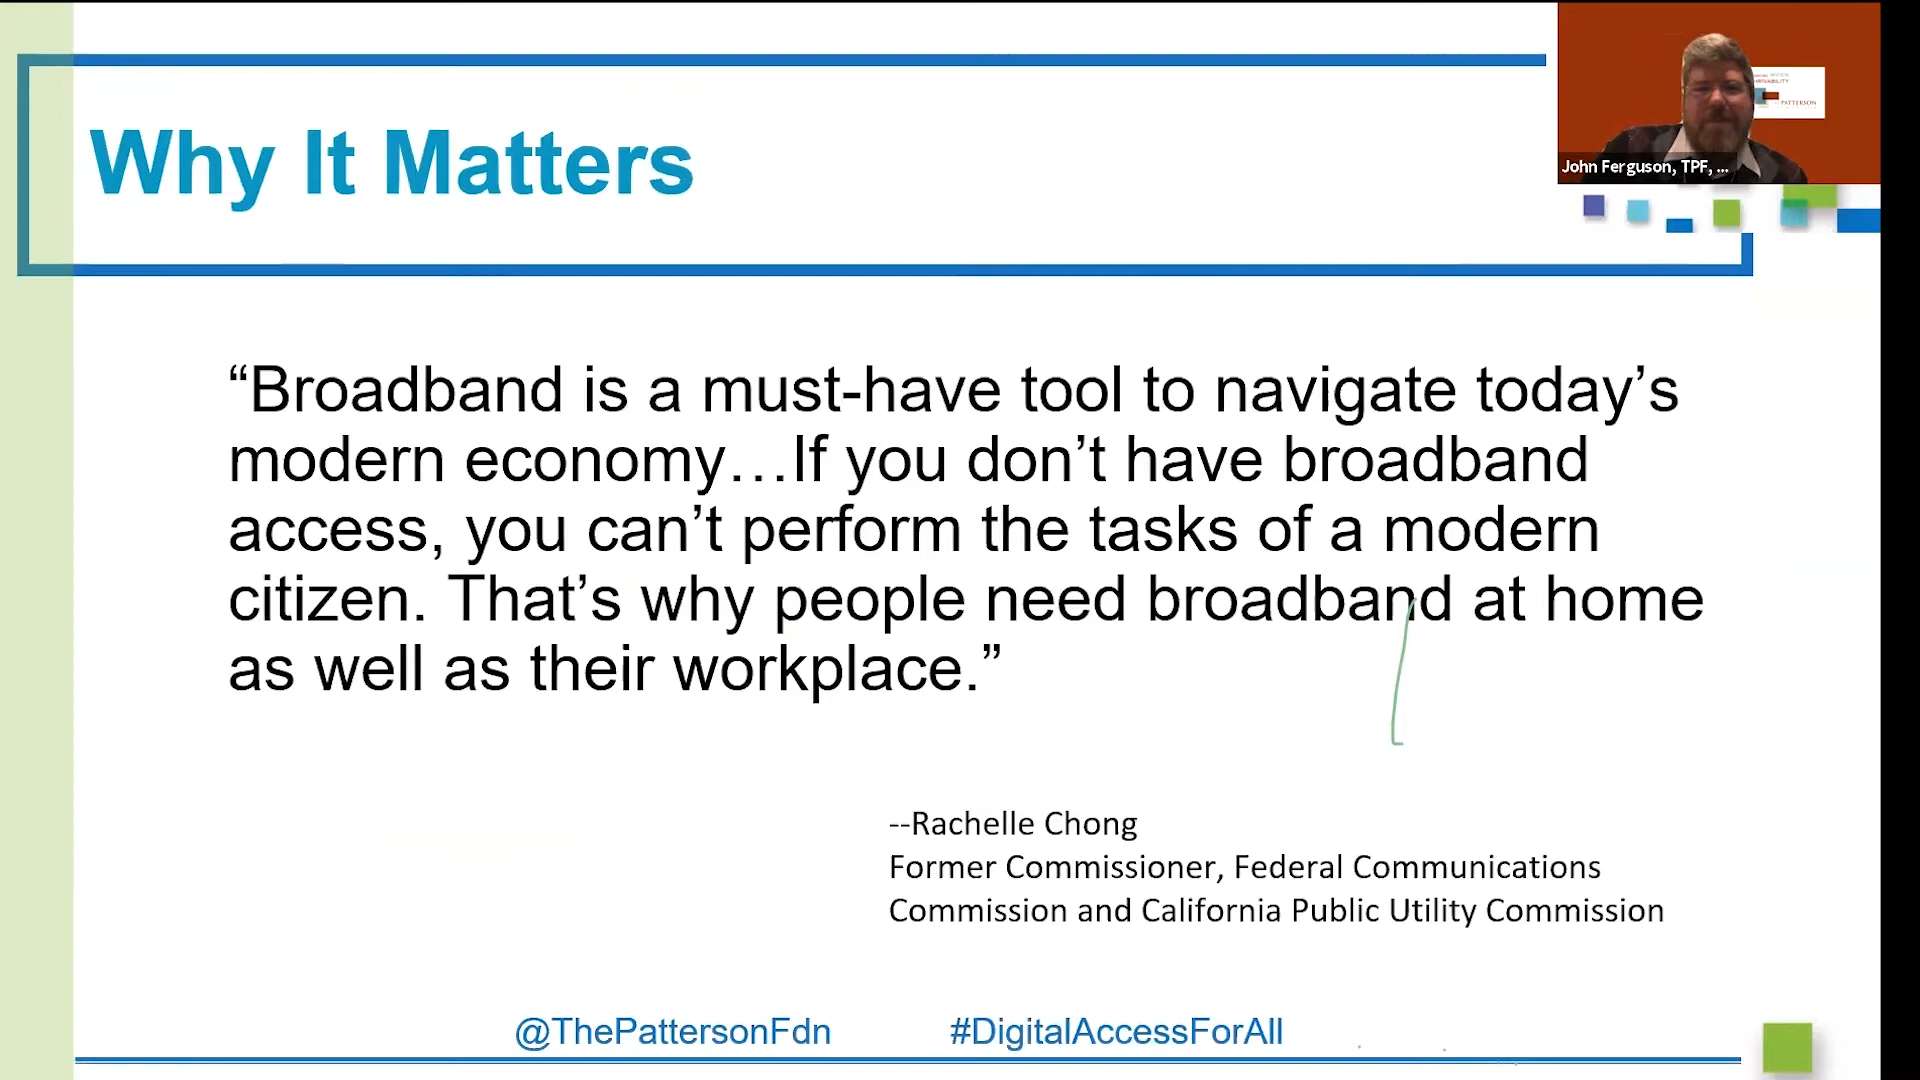 Why It Matters
PATTERSON
John Ferguson, TPF, ...
“Broadband is a must-have tool to navigate today’s
modern economy…If you don’t have broadband
access, you can’t perform the tasks of a modern
citizen. That’s why people need broadband at home
as well as their workplace.”
--Rachelle Chong
Former Commissioner, Federal Communications
Commission and California Public Utility Commission
@ThePattersonFdn #DigitalAccessForAll